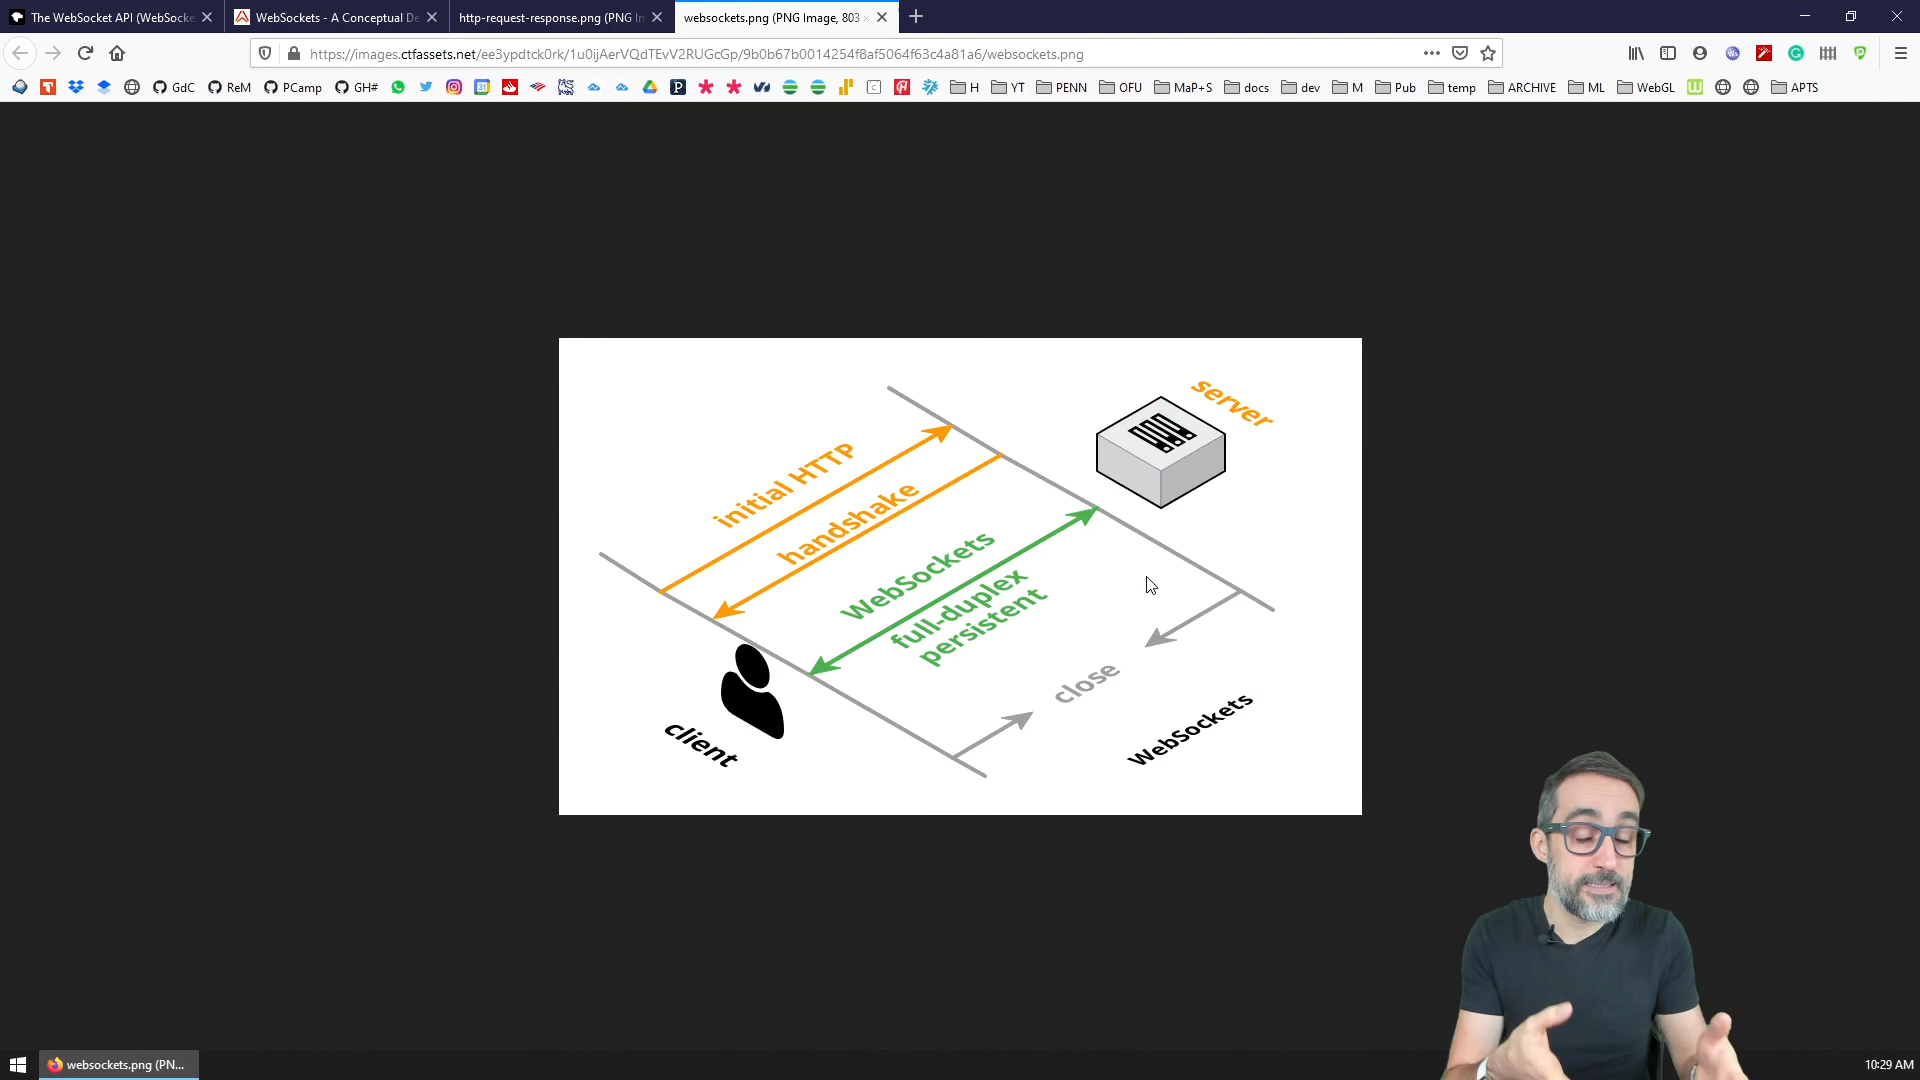 The WebSocket API (WebSocke
WebSockets - A Conceptual De
http-request-response.png (PNG In
websockets.png (PNG Image, 803 ×
https://images.ctfassets.net/ee3ypdtck0rk/1u0ijAerVQdTEvV2RUGcGp/9b0b67b0014254f8af5064f63c4a81a6/websockets.png
GdC ReM PCamp GH# H YT PENN OFU MaP+S docs dev M Pub temp ARCHIVE ML WebGL APTS
server
initial HTTP
handshake
WebSockets
full-duplex
persistent
close
client
WebSockets
websockets.png (PN...
10:29 AM